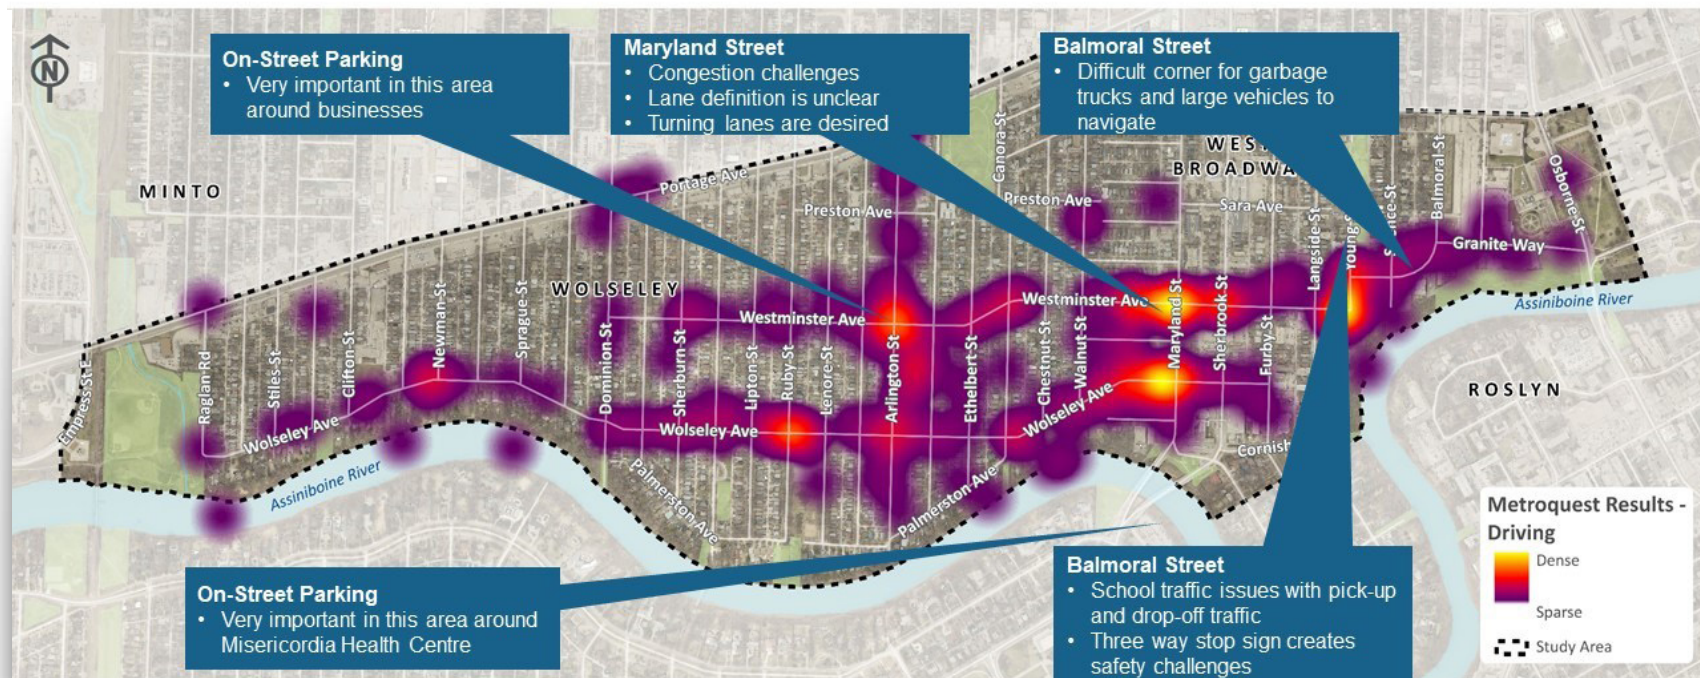 N
On-Street Parking
• Very important in this area
around businesses
Maryland Street
• Congestion challenges
• Lane definition is unclear
• Turning lanes are desired
Balmoral Street
• Difficult corner for garbage
trucks and large vehicles to
navigate
MINTO
WOLSELEY
BROADWA
ROSLYN
Portage Ave
Preston Ave
Preston Ave
Sara Ave
Canora St
Langside St
Balmoral St
Osborne St
Granite Way
Assiniboine River
Westminster Ave
Westminster Ave
Empress St
Raglan Rd
Stiles St
Clifton St
Newman St
Sprague St
Dominion St
Sherburn St
Lipton St
Ruby St
Lenore St
Arlington St
Ethelbert St
Chestnut St
Walnut St
Maryland St
Sherbrook St
Furby St
Wolseley Ave
Wolseley Ave
Wolseley Ave
Cornish
Palmerston Ave
Palmerston Ave
Assiniboine River
On-Street Parking
• Very important in this area around
Misericordia Health Centre
Balmoral Street
• School traffic issues with pick-up
and drop-off traffic
• Three way stop sign creates
safety challenges
Metroquest Results -
Driving
Dense
Sparse
Study Area